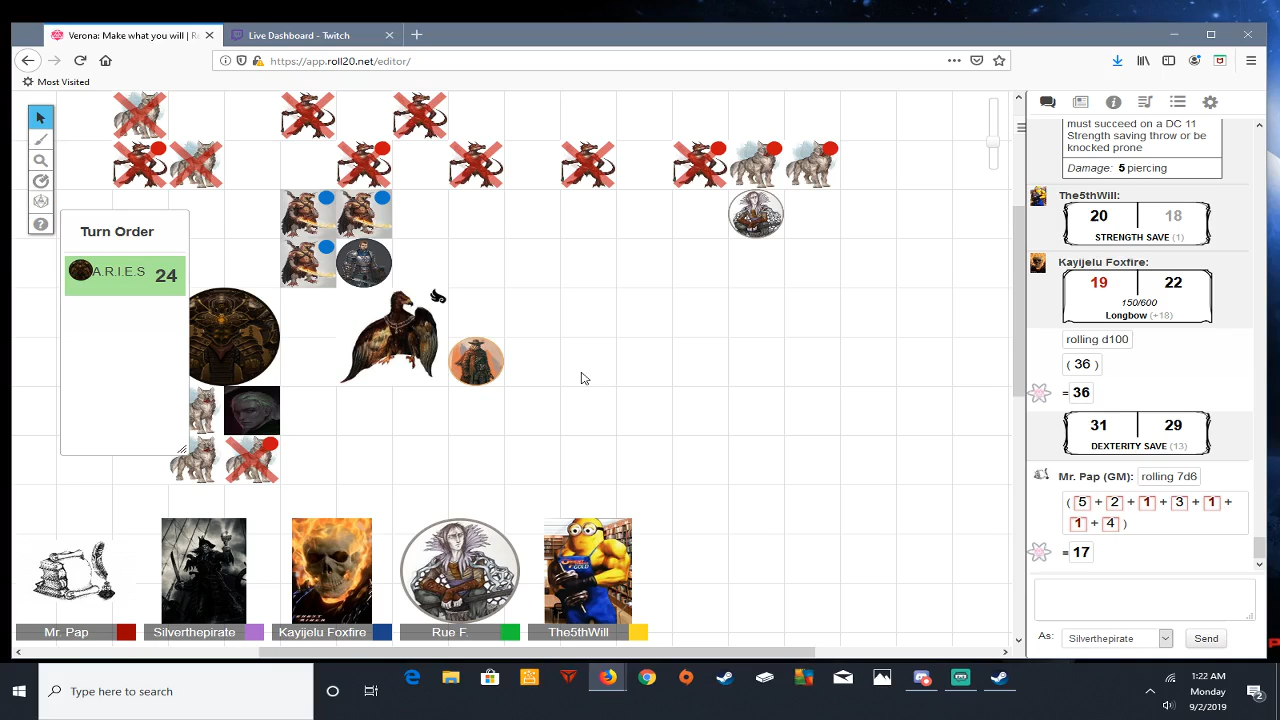 Verona: Make what you will | R
Live Dashboard - Twitch
https://app.roll20.net/editor/
Most Visited
Turn Order
A.R.I.E.S 24
must succeed on a DC 11
Strength saving throw or be
knocked prone
Damage: 5 piercing
The5thWill:
20 18
STRENGTH SAVE (1)
Kayijelu Foxfire:
19 22
150/600
Longbow (+18)
rolling d100
( 36 )
= 36
31 29
DEXTERITY SAVE (13)
Mr. Pap (GM): rolling 7d6
( 5 + 2 + 1 + 3 + 1 +
1 + 4 )
= 17
As: Silverthepirate Send
Mr. Pap Silverthepirate Kayijelu Foxfire Rue F. The5thWill
Type here to search
1:22 AM
Monday
9/2/2019
2